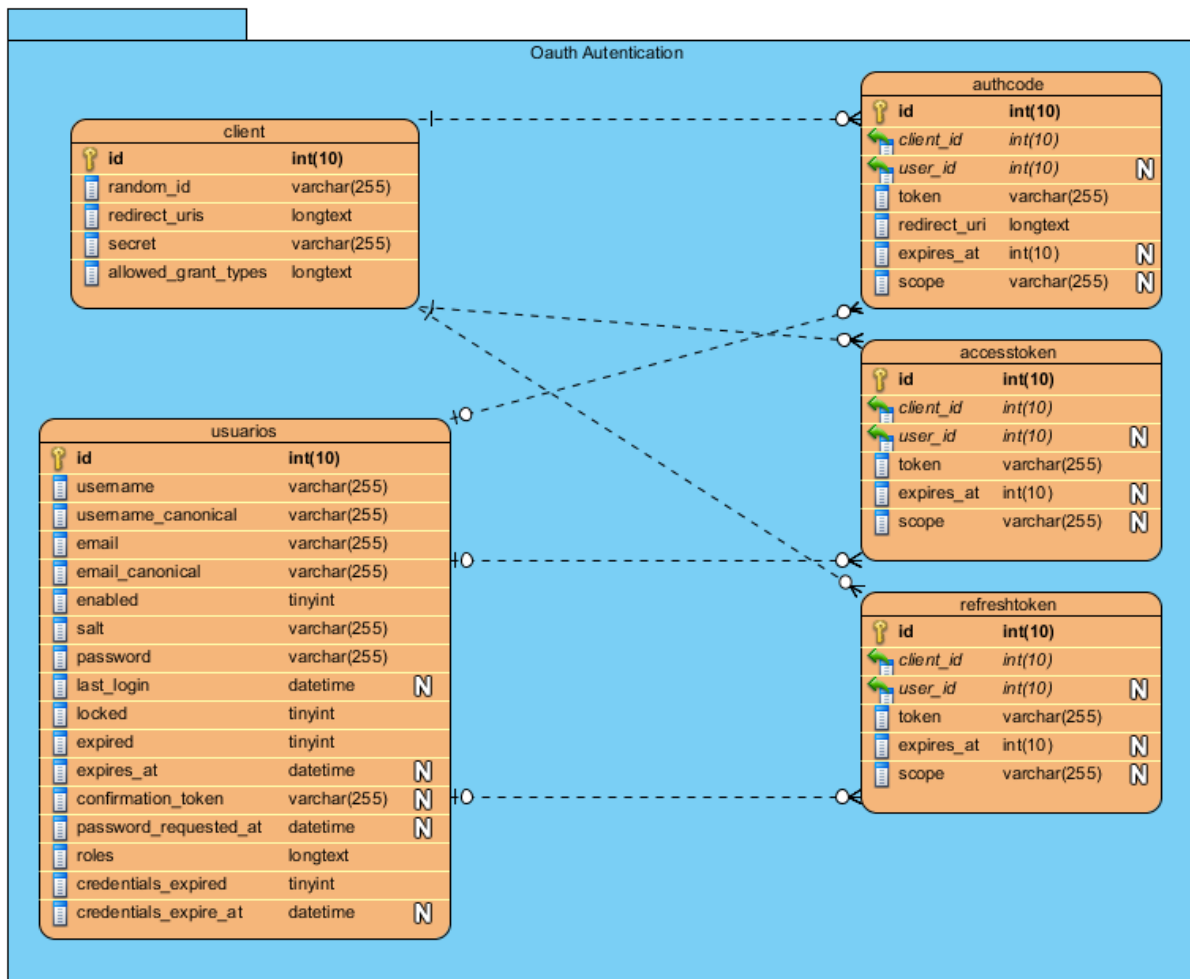 Oauth Autentication
client
id int(10)
random_id varchar(255)
redirect_uris longtext
secret varchar(255)
allowed_grant_types longtext
authcode
id int(10)
client_id int(10)
user_id int(10) N
token varchar(255)
redirect_uri longtext
expires_at int(10) N
scope varchar(255) N
accesstoken
id int(10)
client_id int(10)
user_id int(10) N
token varchar(255)
expires_at int(10) N
scope varchar(255) N
usuarios
id int(10)
username varchar(255)
username_canonical varchar(255)
email varchar(255)
email_canonical varchar(255)
enabled tinyint
salt varchar(255)
password varchar(255)
last_login datetime N
locked tinyint
expired tinyint
expires_at datetime N
confirmation_token varchar(255) N
password_requested_at datetime N
roles longtext
credentials_expired tinyint
credentials_expire_at datetime N
refreshtoken
id int(10)
client_id int(10)
user_id int(10) N
token varchar(255)
expires_at int(10) N
scope varchar(255) N